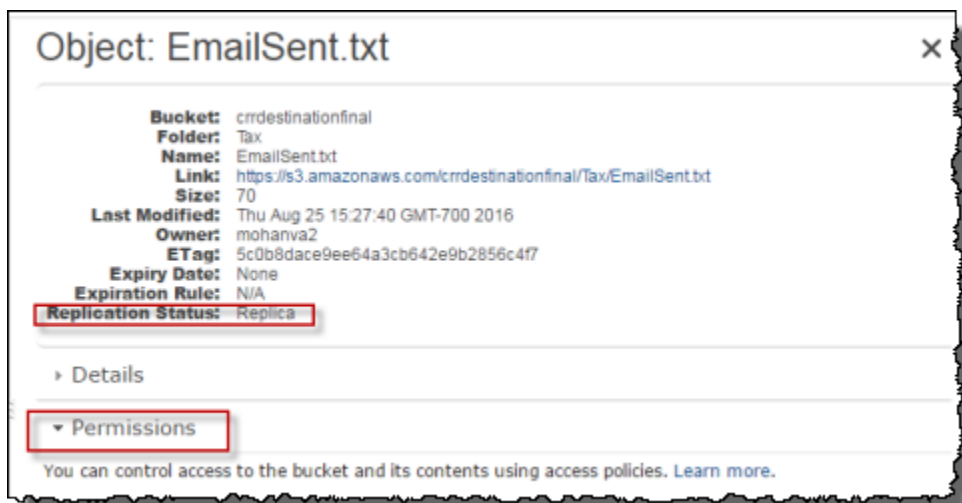 Object: EmailSent.txt
Bucket: crrdestinationfinal
Folder: Tax
Name: EmailSent.txt
Link: https://s3.amazonaws.com/crrdestinationfinal/Tax/EmailSent.txt
Size: 70
Last Modified: Thu Aug 25 15:27:40 GMT-700 2016
Owner: mohanva2
ETag: 5c0b8dace9ee64a3cb642e9b2856c4f7
Expiry Date: None
Expiration Rule: N/A
Replication Status: Replica
Details
Permissions
You can control access to the bucket and its contents using access policies. Learn more.